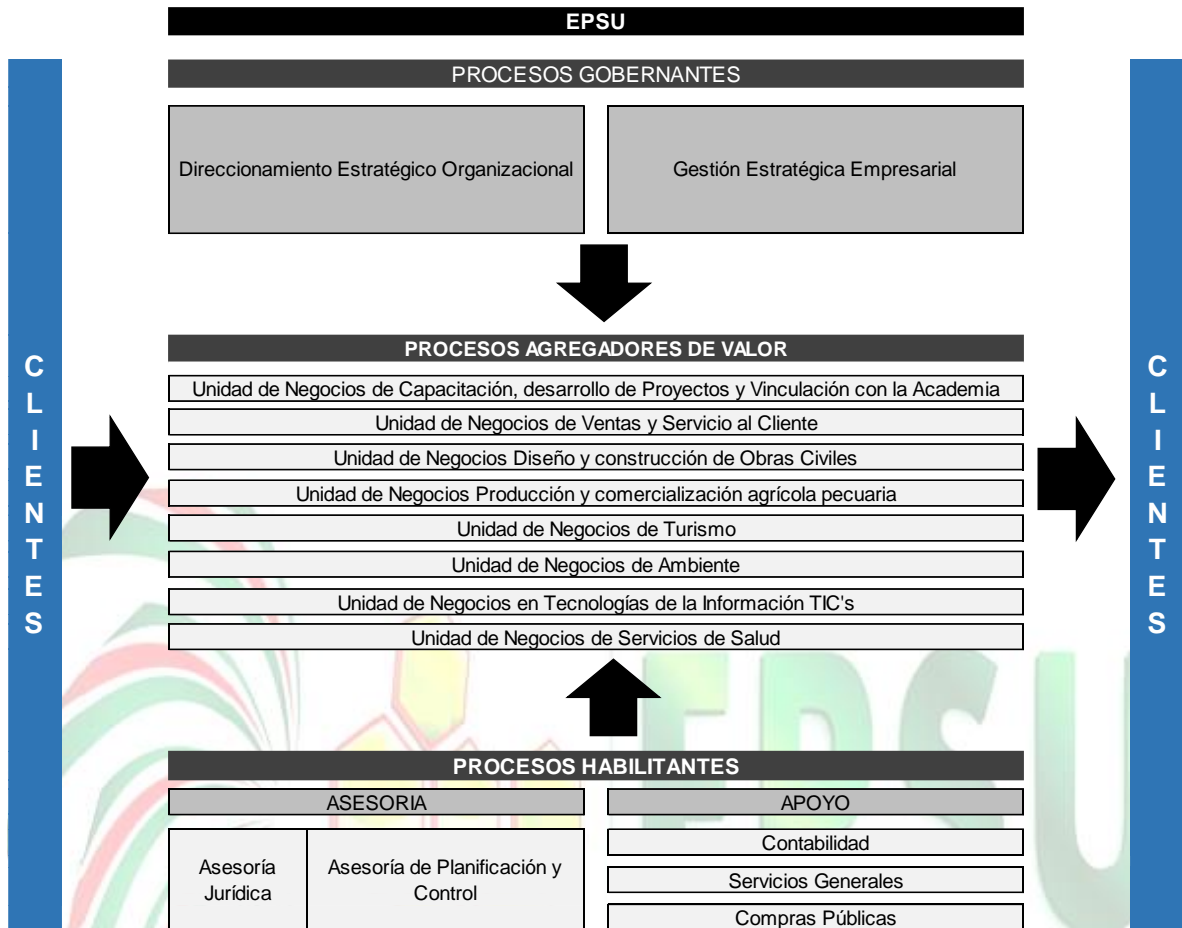 EPSU
PROCESOS GOBERNANTES
Direccionamiento Estratégico Organizacional
Gestión Estratégica Empresarial
PROCESOS AGREGADORES DE VALOR
Unidad de Negocios de Capacitación, desarrollo de Proyectos y Vinculación con la Academia
Unidad de Negocios de Ventas y Servicio al Cliente
Unidad de Negocios Diseño y construcción de Obras Civiles
Unidad de Negocios Producción y comercialización agrícola pecuaria
Unidad de Negocios de Turismo
Unidad de Negocios de Ambiente
Unidad de Negocios en Tecnologías de la Información TIC's
Unidad de Negocios de Servicios de Salud
CLIENTES
CLIENTES
PROCESOS HABILITANTES
ASESORIA
Asesoría
Jurídica
Asesoría de Planificación y
Control
APOYO
Contabilidad
Servicios Generales
Compras Públicas
EPSU